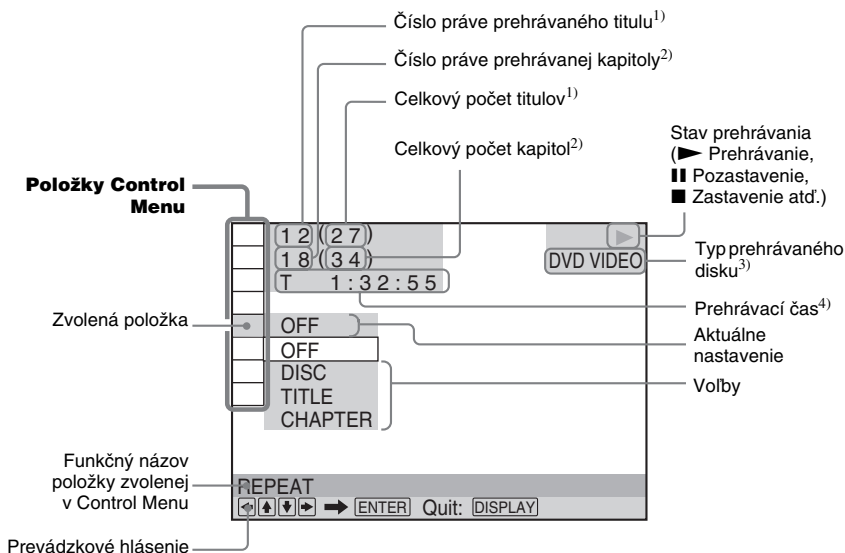 Číslo práve prehrávaného titulu1)
Číslo práve prehrávanej kapitoly2)
Celkový počet titulov1)
Celkový počet kapitol2)
Stav prehrávania
(► Prehrávanie,
❚❚ Pozastavenie,
■ Zastavenie atď.)
Položky Control
Menu
12(27)
18(34)
T 1:32:55
►
DVD VIDEO
Typ prehrávaného
disku3)
Prehrávací čas4)
Zvolená položka
OFF
Aktuálne
nastavenie
OFF
DISC
TITLE
CHAPTER
Voľby
Funkčný názov
položky zvolenej
v Control Menu
REPEAT
←↑↓→ → ENTER Quit: DISPLAY
Prevádzkové hlásenie